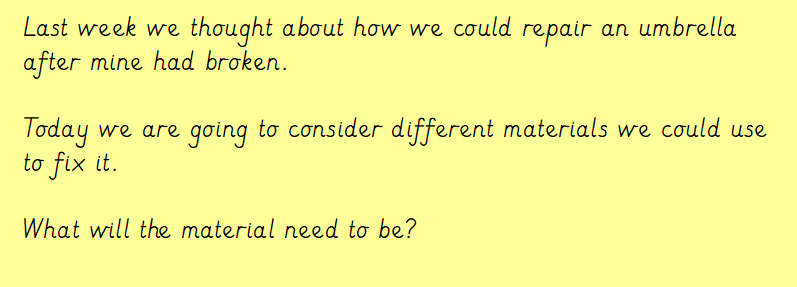 Last week we thought about how we could repair an umbrella
after mine had broken.
Today we are going to consider different materials we could use
to fix it.
What will the material need to be?